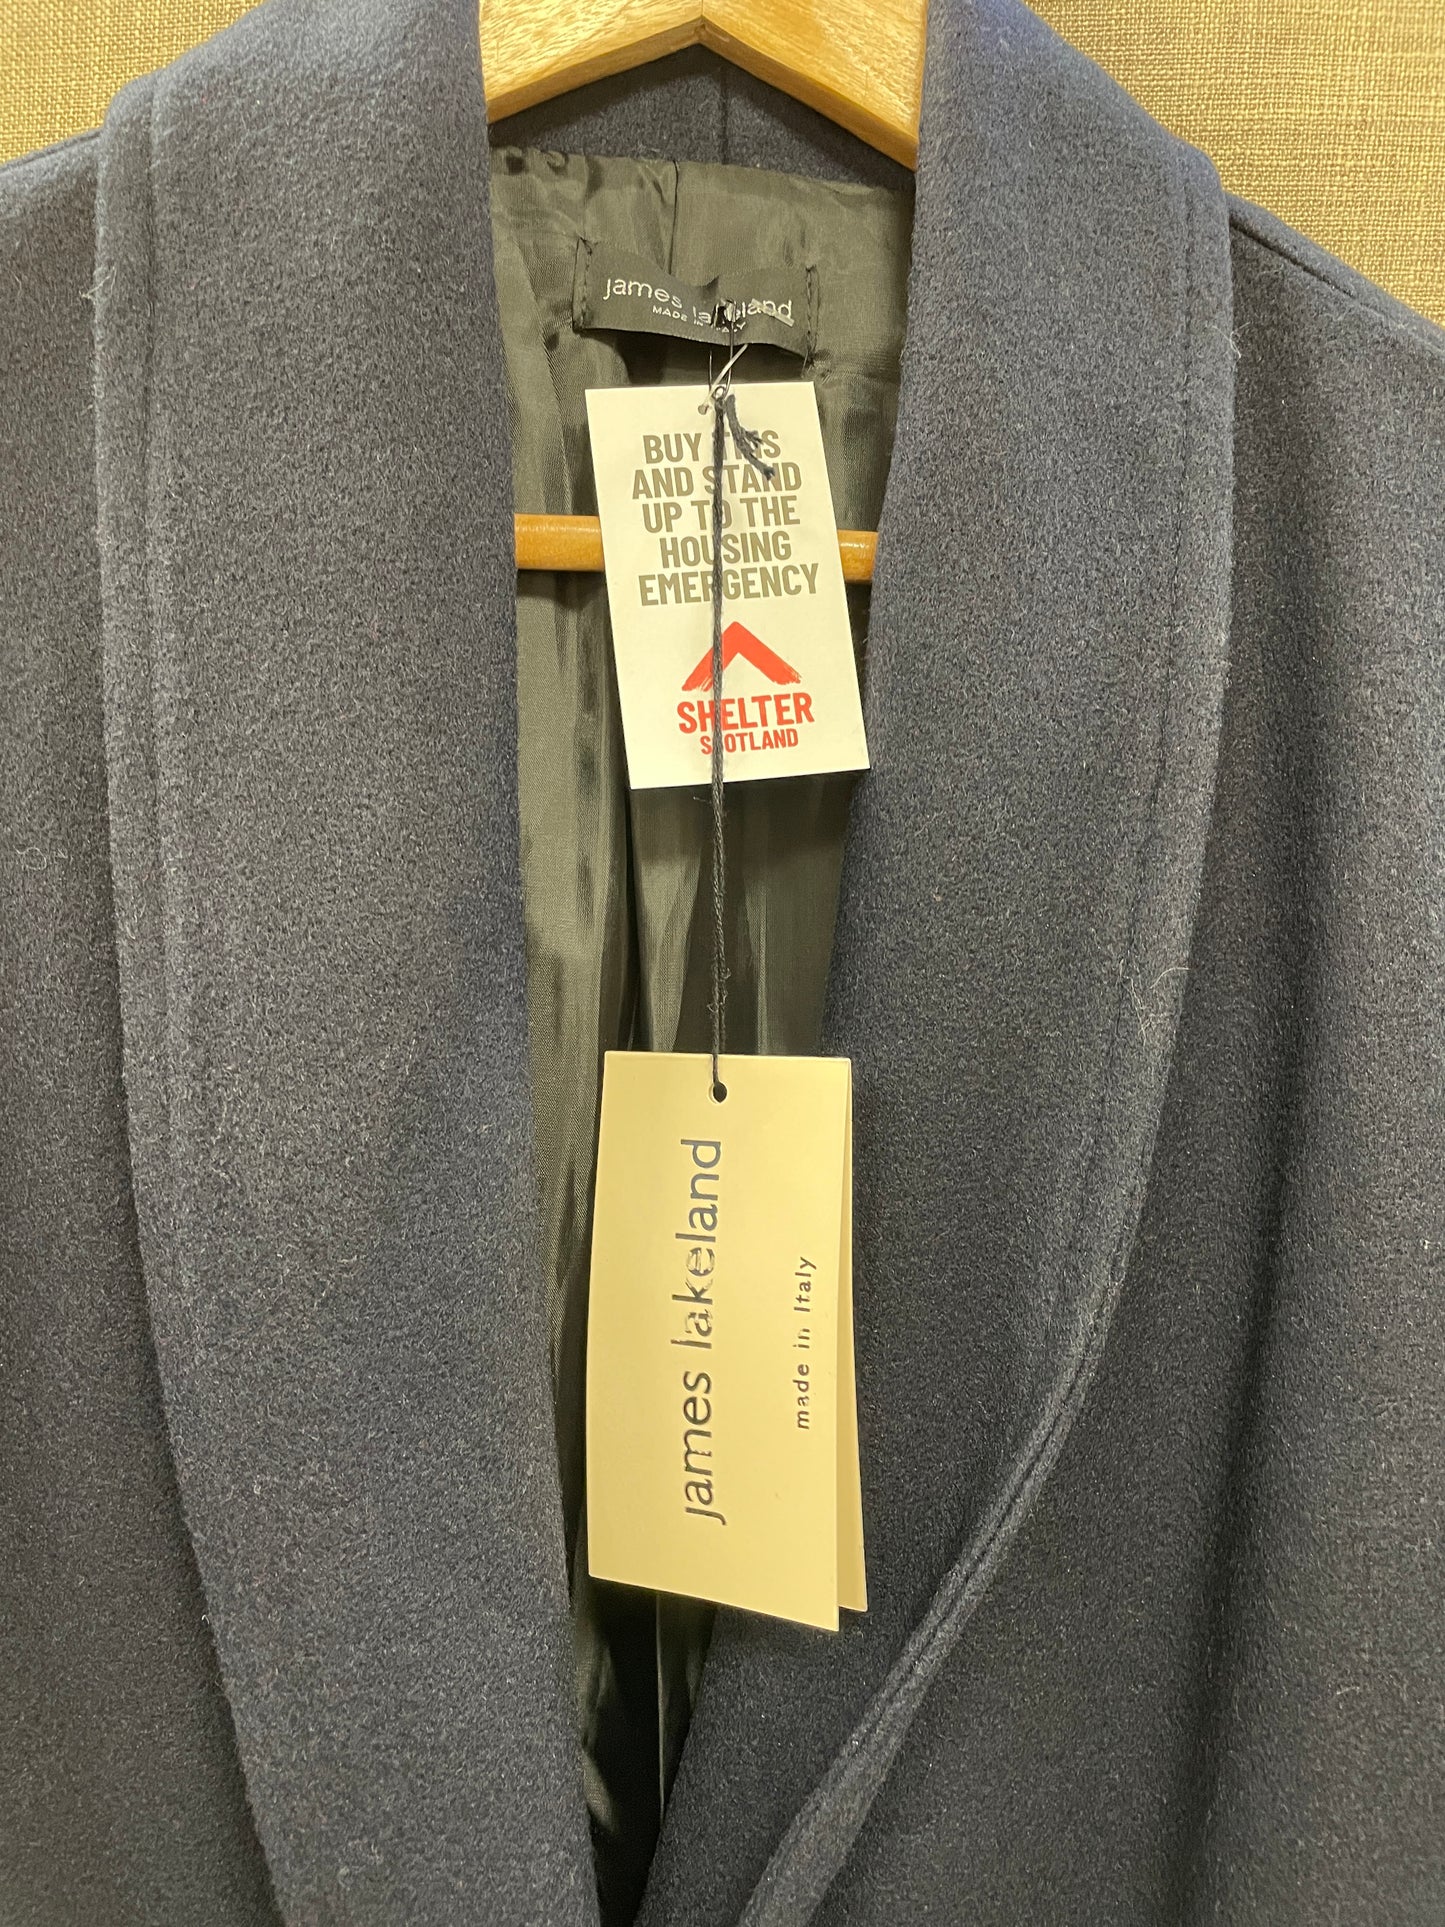 james lakeland
MADE IN ITALY
BUY THIS
AND STAND
UP TO THE
HOUSING
EMERGENCY
SHELTER
SCOTLAND
james lakeland
made in Italy